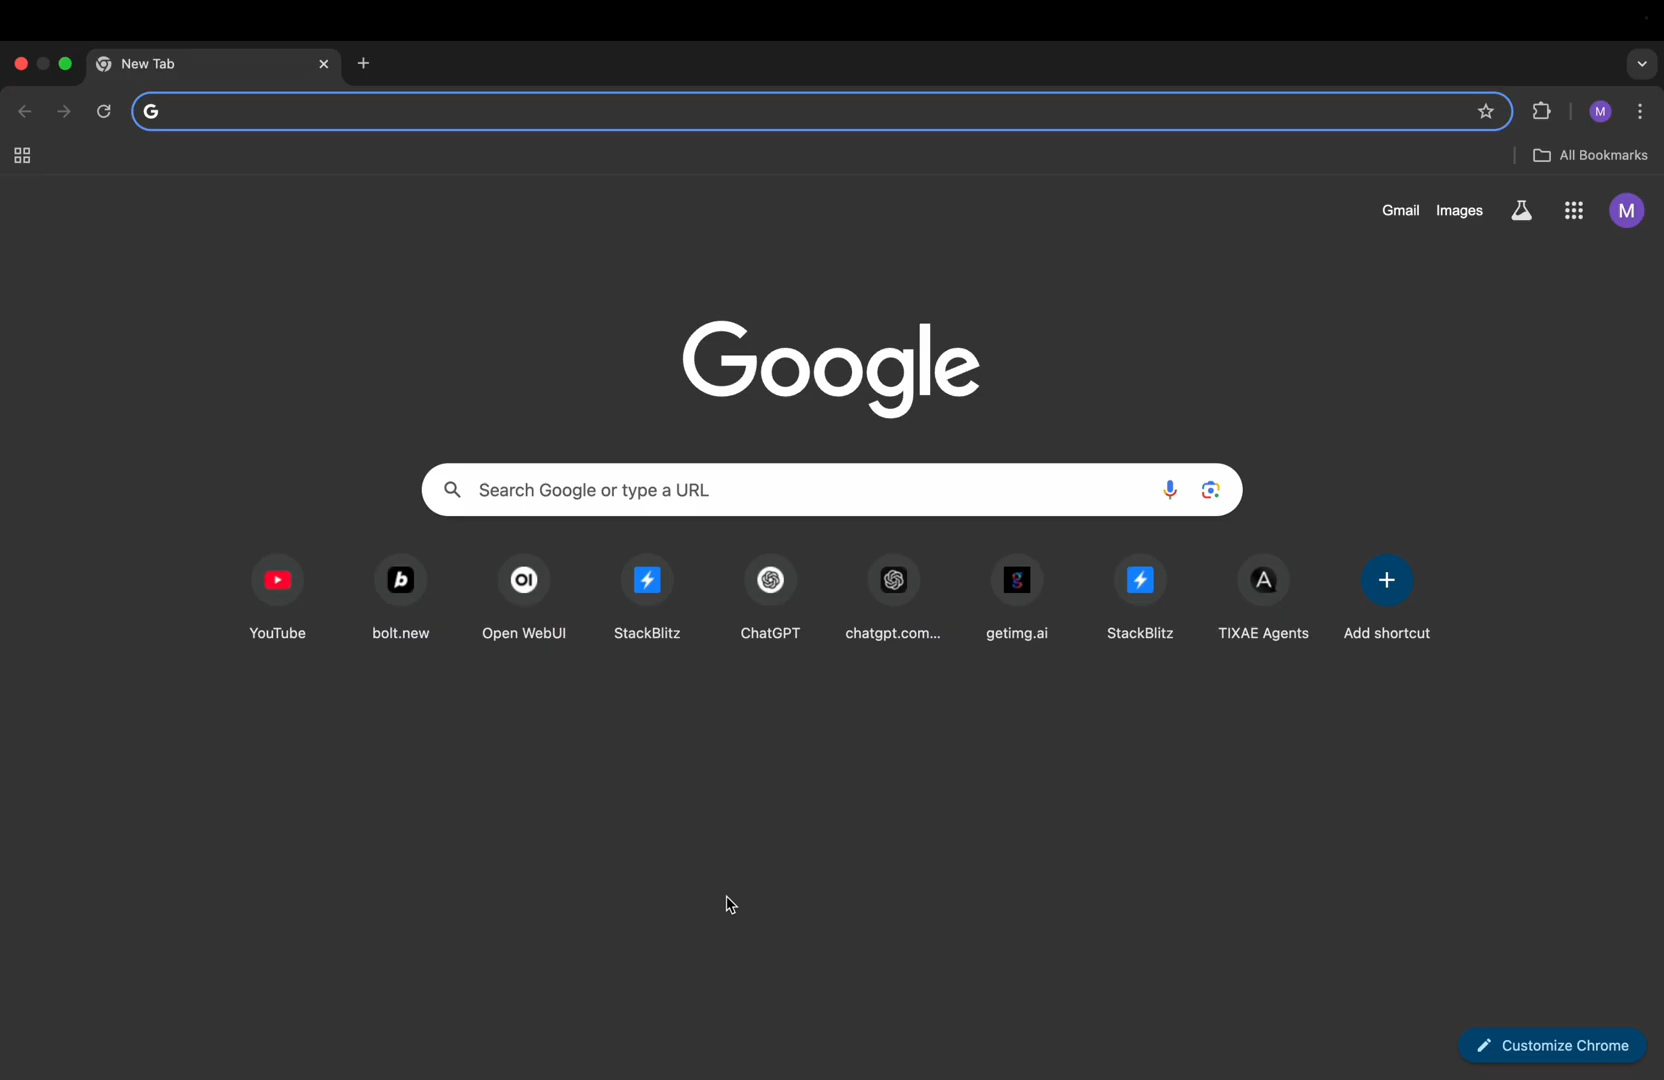 New Tab
All Bookmarks
Gmail Images M
M
Google
Search Google or type a URL
YouTube bolt.new Open WebUI StackBlitz ChatGPT chatgpt.com... getimg.ai StackBlitz TIXAE Agents Add shortcut
Customize Chrome